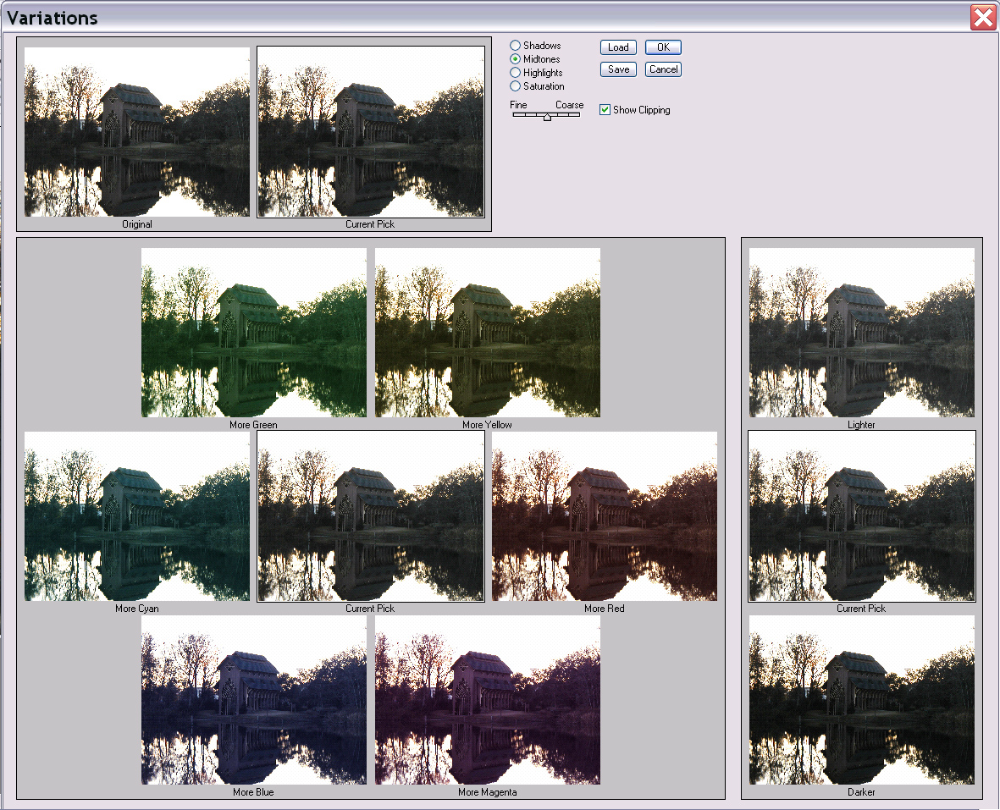 Variations
Shadows
Midtones
Highlights
Saturation
Load
OK
Save
Cancel
Fine
Coarse
Show Clipping
Original
Current Pick
More Green
More Yellow
Lighter
More Cyan
Current Pick
More Red
Current Pick
More Blue
More Magenta
Darker